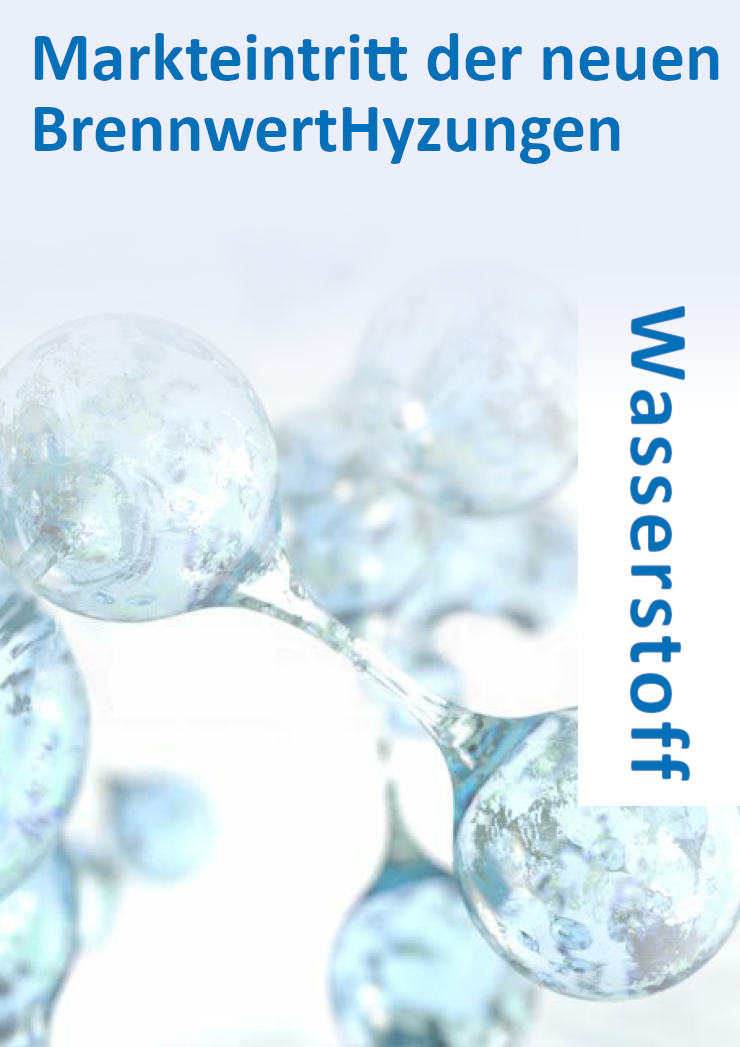 Markteintritt der neuen
BrennwertHyzungen
Wasserstoff